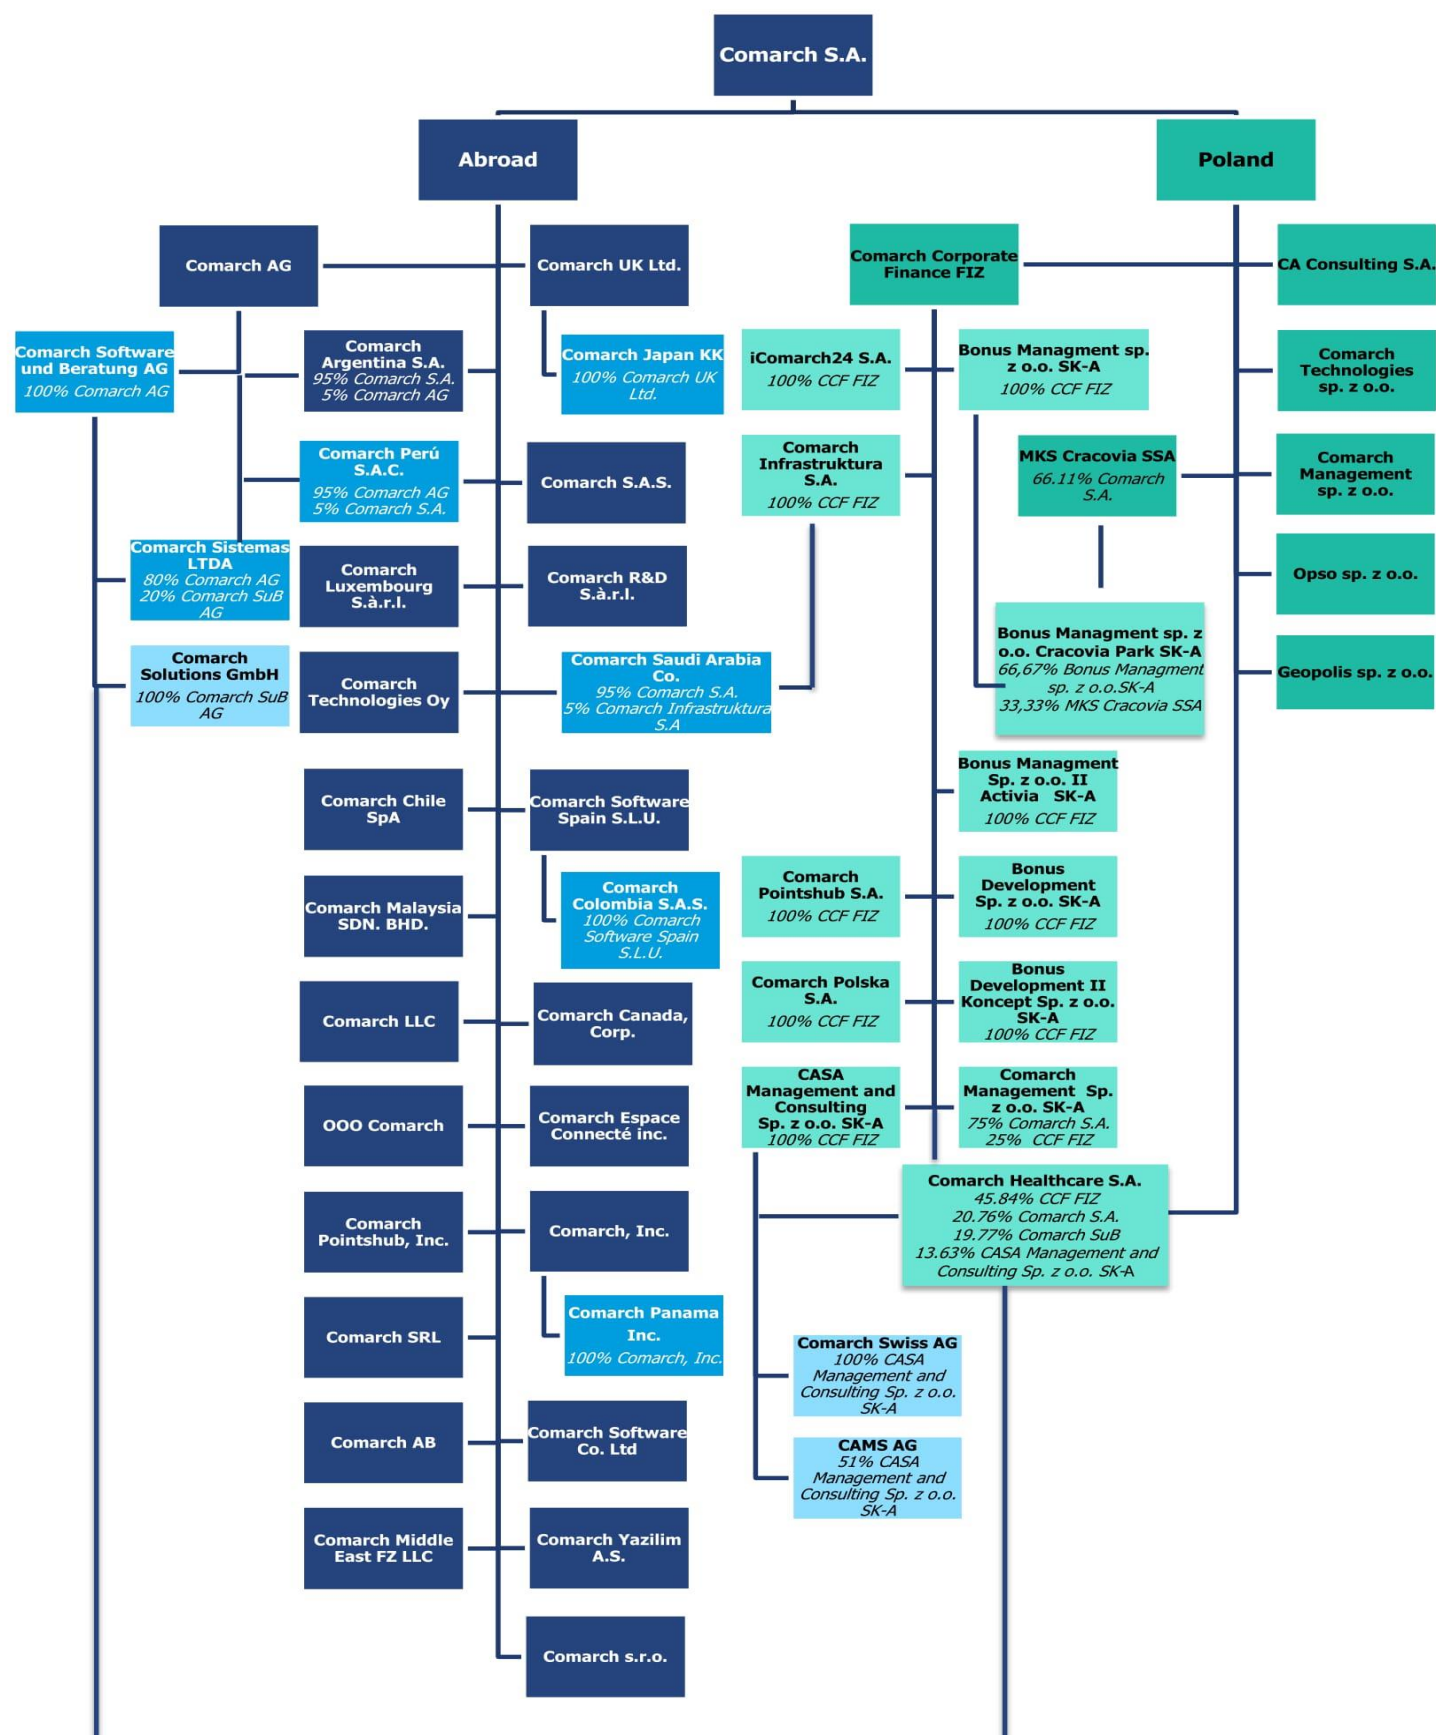 Comarch S.A.
Abroad
Poland
Comarch AG
Comarch UK Ltd.
Comarch Corporate
Finance FIZ
CA Consulting S.A.
Comarch Software
und Beratung AG
100% Comarch AG
Comarch
Argentina S.A.
95% Comarch S.A.
5% Comarch AG
Comarch Japan KK
100% Comarch UK
Ltd.
iComarch24 S.A.
100% CCF FIZ
Bonus Managment sp.
z o.o. SK-A
100% CCF FIZ
Comarch
Technologies
sp. z o.o.
Comarch Perú
S.A.C.
95% Comarch AG
5% Comarch S.A.
Comarch S.A.S.
Comarch
Infrastruktura
S.A.
100% CCF FIZ
MKS Cracovia SSA
66.11% Comarch
S.A.
Comarch
Management
sp. z o.o.
Comarch Sistemas
LTDA
80% Comarch AG
20% Comarch SuB
AG
Comarch
Luxembourg
S.à.r.l.
Comarch R&D
S.à.r.l.
Opso sp. z o.o.
Comarch
Solutions GmbH
100% Comarch SuB
AG
Comarch
Technologies Oy
Comarch Saudi Arabia
Co.
95% Comarch S.A.
5% Comarch Infrastruktura
S.A
Bonus Managment sp. z
o.o. Cracovia Park SK-A
66,67% Bonus Managment
sp. z o.o.SK-A
33,33% MKS Cracovia SSA
Geopolis sp. z o.o.
Comarch Chile
SpA
Comarch Software
Spain S.L.U.
Bonus Managment
Sp. z o.o. II
Activia SK-A
100% CCF FIZ
Comarch Malaysia
SDN. BHD.
Comarch
Colombia S.A.S.
100% Comarch
Software Spain
S.L.U.
Comarch
Pointshub S.A.
100% CCF FIZ
Bonus
Development
Sp. z o.o. SK-A
100% CCF FIZ
Comarch LLC
Comarch Canada,
Corp.
Comarch Polska
S.A.
100% CCF FIZ
Bonus
Development II
Koncept Sp. z o.o.
SK-A
100% CCF FIZ
OOO Comarch
Comarch Espace
Connecté inc.
CASA
Management and
Consulting
Sp. z o.o. SK-A
100% CCF FIZ
Comarch
Management Sp.
z o.o. SK-A
75% Comarch S.A.
25% CCF FIZ
Comarch
Pointshub, Inc.
Comarch, Inc.
Comarch Healthcare S.A.
45.84% CCF FIZ
20.76% Comarch S.A.
19.77% Comarch SuB
13.63% CASA Management and
Consulting Sp. z o.o. SK-A
Comarch SRL
Comarch Panama
Inc.
100% Comarch, Inc.
Comarch Swiss AG
100% CASA
Management and
Consulting Sp. z o.o.
SK-A
Comarch AB
Comarch Software
Co. Ltd
CAMS AG
51% CASA
Management and
Consulting Sp. z o.o.
SK-A
Comarch Middle
East FZ LLC
Comarch Yazilim
A.S.
Comarch s.r.o.